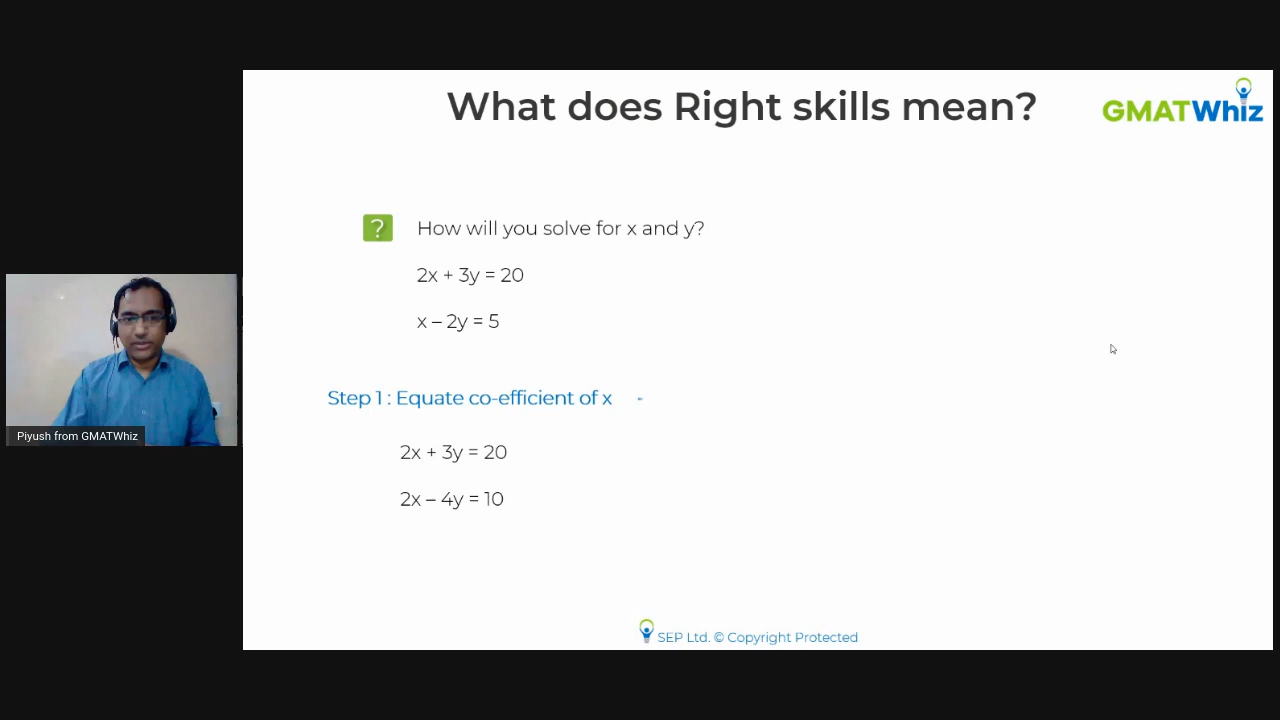 What does Right skills mean?
GMATWhiz
?
How will you solve for x and y?
2x + 3y = 20
x – 2y = 5
Step 1 : Equate co-efficient of x -
2x + 3y = 20
2x – 4y = 10
Piyush from GMATWhiz
SEP Ltd. © Copyright Protected